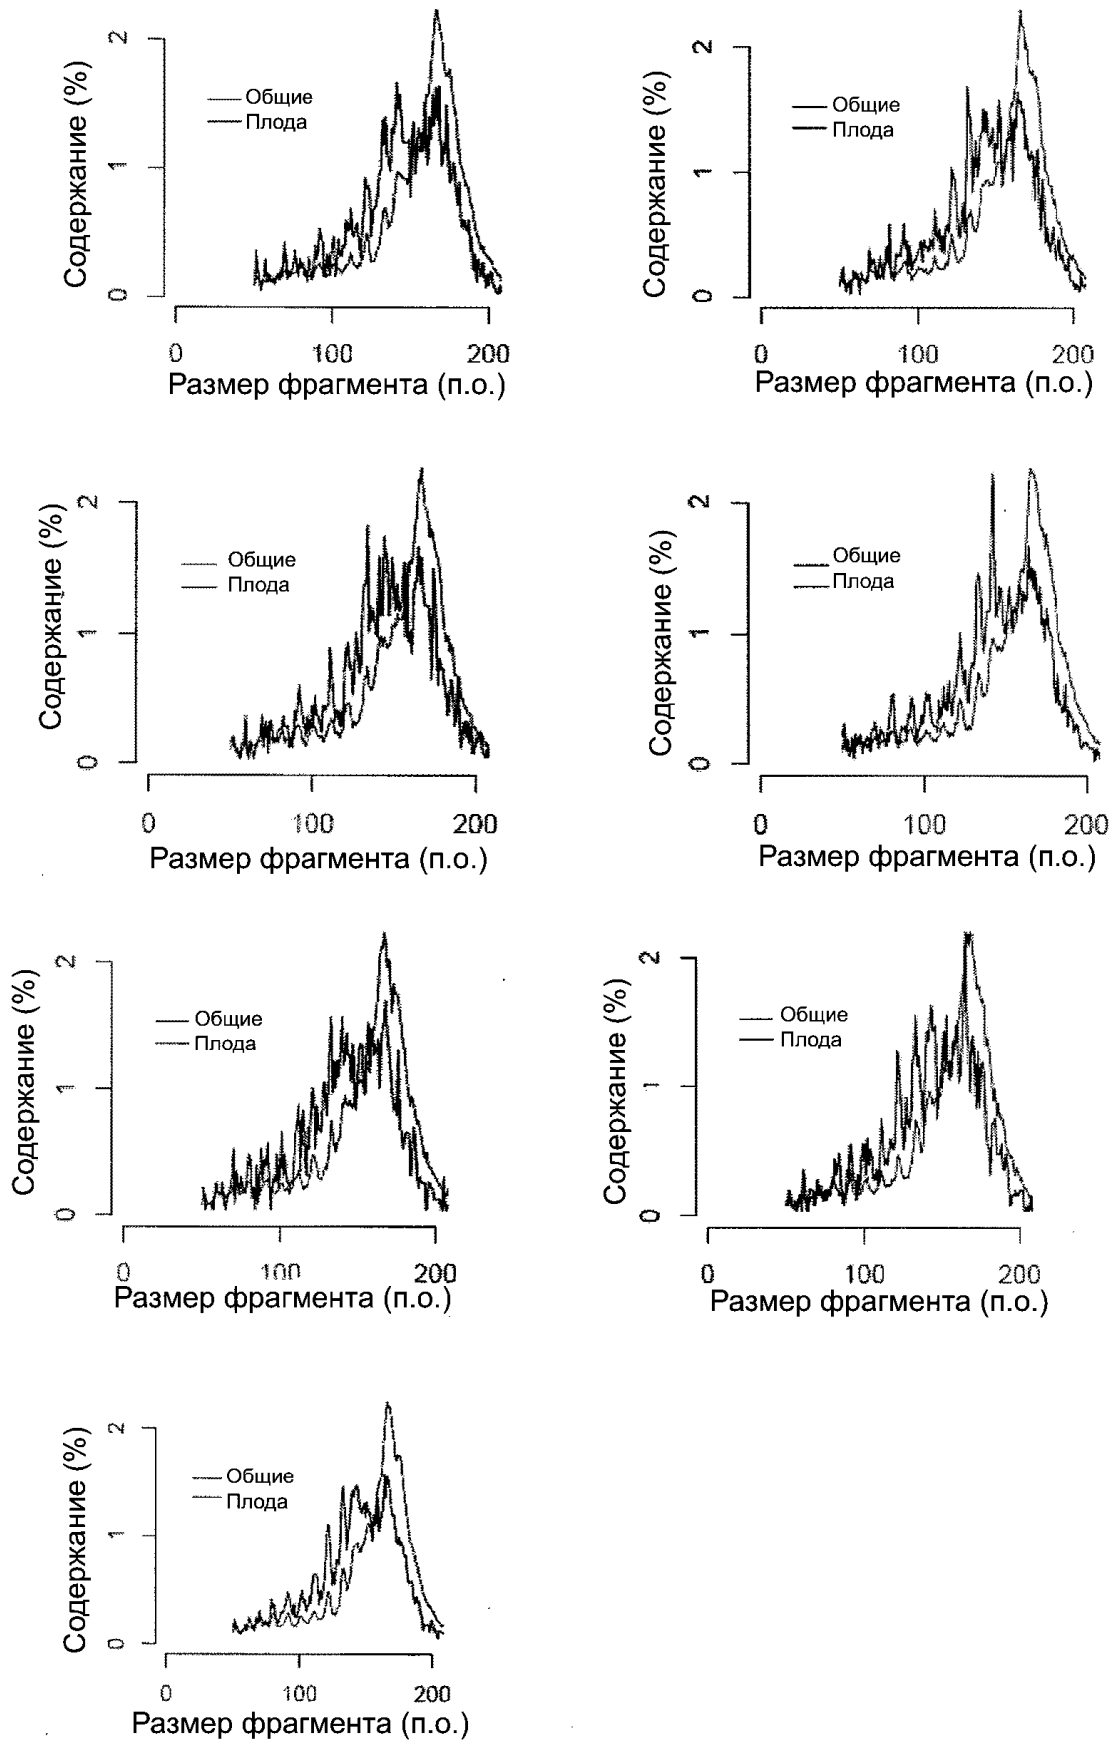 Содержание (%)
2
1
0
Общие
Плода
0 100 200
Размер фрагмента (п.о.)
Содержание (%)
2
1
0
Общие
Плода
0 100 200
Размер фрагмента (п.о.)
Содержание (%)
2
1
0
Общие
Плода
0 100 200
Размер фрагмента (п.о.)
Содержание (%)
2
1
0
Общие
Плода
0 100 200
Размер фрагмента (п.о.)
Содержание (%)
2
1
0
Общие
Плода
0 100 200
Размер фрагмента (п.о.)
Содержание (%)
2
1
0
Общие
Плода
0 100 200
Размер фрагмента (п.о.)
Содержание (%)
2
1
0
Общие
Плода
0 100 200
Размер фрагмента (п.о.)